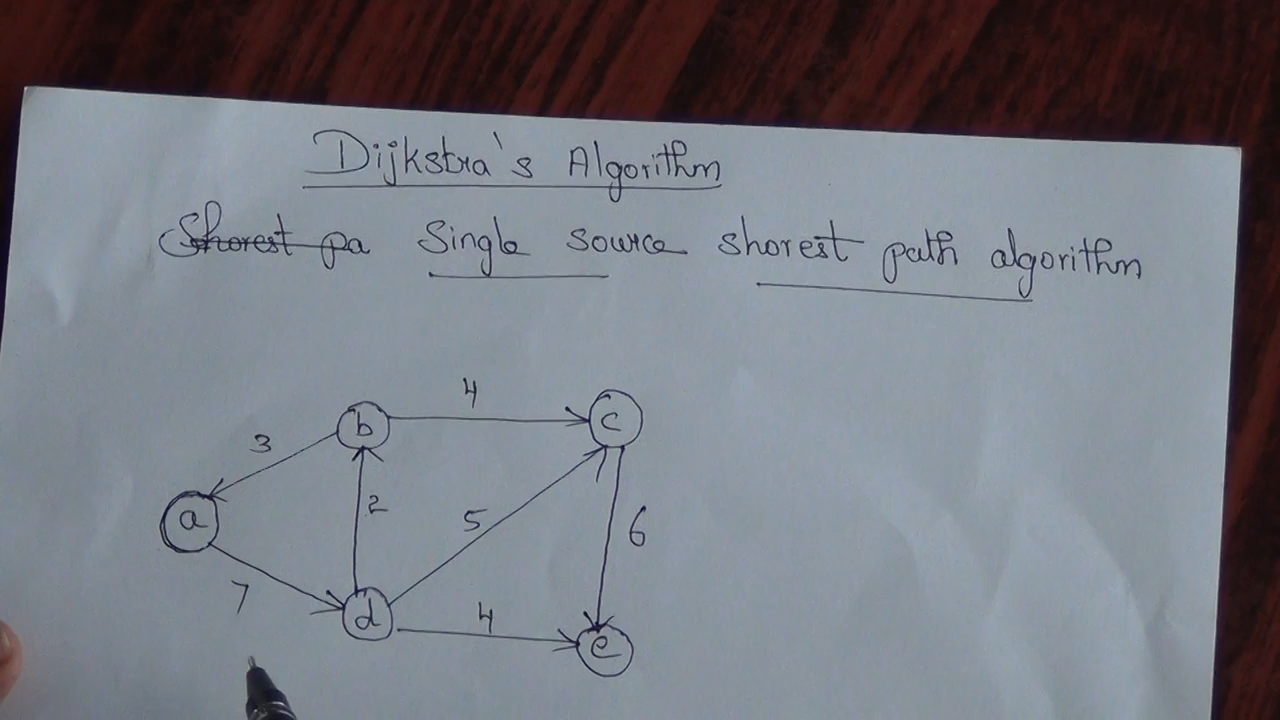 Dijkstra's Algorithm
Shorest pa Single source shorest path algorithm
4
b c
3
a 2 5 6
7
d 4 e